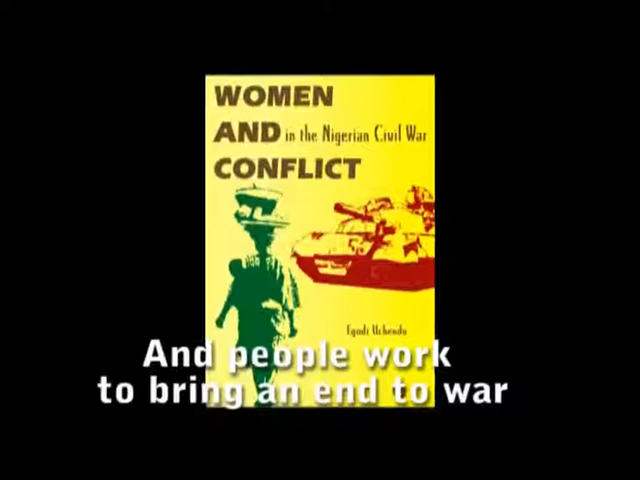 WOMEN
AND in the Nigerian Civil War
CONFLICT
Egodi Uchendu
And people work
to bring an end to war